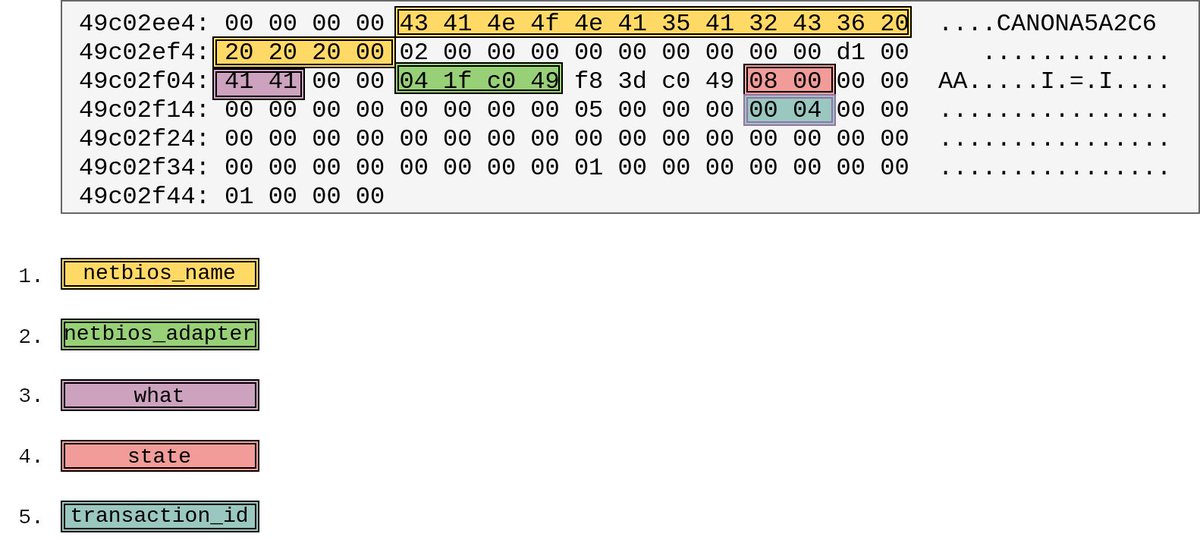 49c02ee4: 00 00 00 00 43 41 4e 4f 4e 41 35 41 32 43 36 20 ....CANONA5A2C6
49c02ef4: 20 20 20 00 02 00 00 00 00 00 00 00 00 00 d1 00 .............
49c02f04: 41 41 00 00 04 1f c0 49 f8 3d c0 49 08 00 00 00 AA.....I.=.I....
49c02f14: 00 00 00 00 00 00 00 00 05 00 00 00 00 04 00 00 ................
49c02f24: 00 00 00 00 00 00 00 00 00 00 00 00 00 00 00 00 ................
49c02f34: 00 00 00 00 00 00 00 00 01 00 00 00 00 00 00 00 ................
49c02f44: 01 00 00 00
1. netbios_name
2. netbios_adapter
3. what
4. state
5. transaction_id